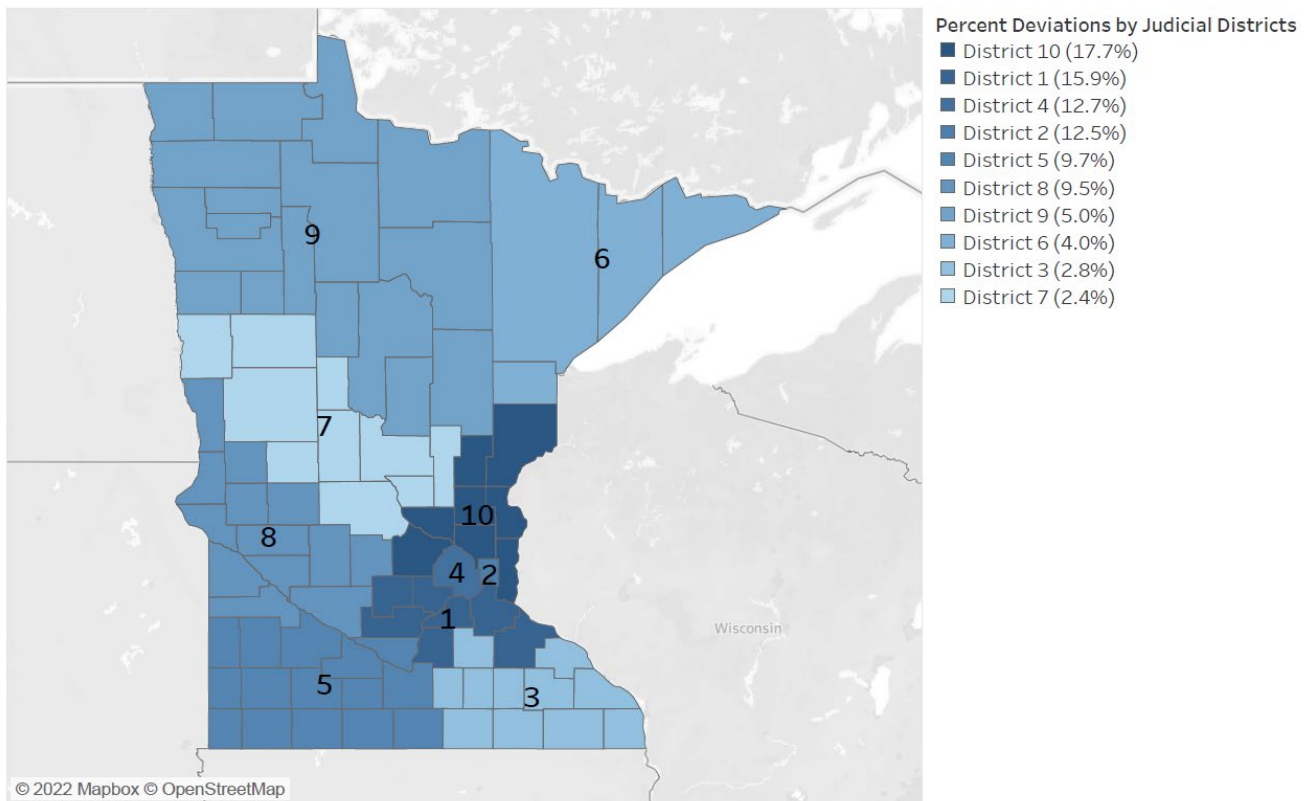 Percent Deviations by Judicial Districts
District 10 (17.7%)
District 1 (15.9%)
District 4 (12.7%)
District 2 (12.5%)
District 5 (9.7%)
District 8 (9.5%)
District 9 (5.0%)
District 6 (4.0%)
District 3 (2.8%)
District 7 (2.4%)
9
6
7
10
8
4
2
1
Wisconsin
5
3
© 2022 Mapbox © OpenStreetMap